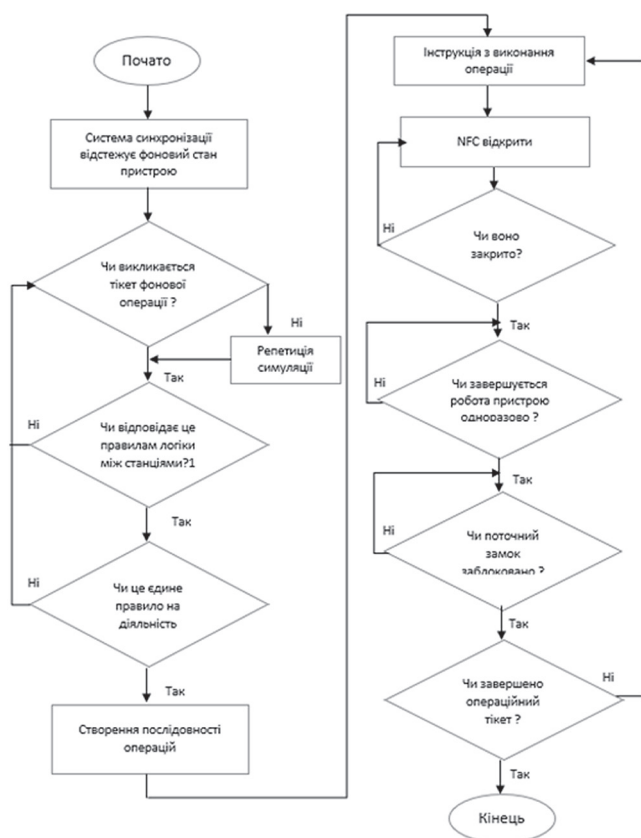 Почато
Система синхронізації
відстежує фоновий стан
пристрою
Чи викликається
тікет фонової
операції ?
Ні
Репетиція
симуляції
Так
Чи відповідає це
правилам логіки
між станціями?1
Ні
Так
Чи це єдине
правило на
діяльність
Ні
Так
Створення послідовності
операцій
Інструкція з виконання
операції
NFC відкрити
Ні
Чи воно
закрито?
Так
Ні
Чи завершується
робота пристрою
одноразово ?
Так
Ні
Чи поточний
замок
заблоковано ?
Так
Чи завершено
операційний
тікет ?
Ні
Так
Кінець